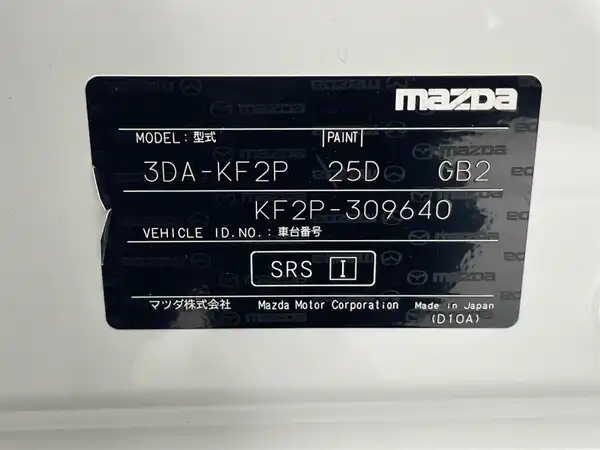 mazda
MODEL: 型式 PAINT
3DA-KF2P 25D GB2
KF2P-309640
VEHICLE ID.NO.: 車台番号
SRS I
マツダ株式会社 Mazda Motor Corporation Made in Japan
(D10A)